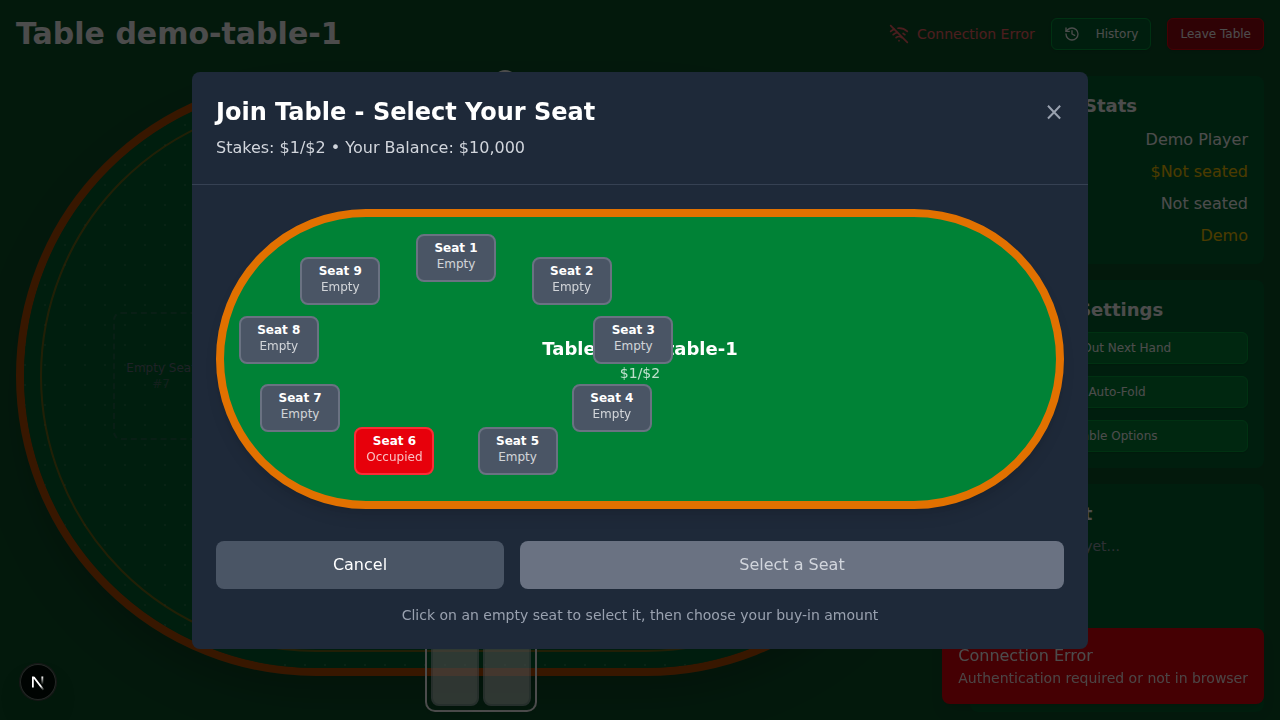 Table demo-table-1
Connection Error
History
Leave Table
Join Table - Select Your Seat
Stakes: $1/$2 • Your Balance: $10,000
Stats
Demo Player
$Not seated
Not seated
Demo
Settings
Out Next Hand
Auto-Fold
Options
Seat 1
Empty
Seat 9
Empty
Seat 2
Empty
Seat 8
Empty
Seat 3
Empty
Table
table-1
$1/$2
Seat 7
Empty
Seat 4
Empty
Seat 6
Occupied
Seat 5
Empty
Empty
#7
yet...
Cancel
Select a Seat
Click on an empty seat to select it, then choose your buy-in amount
Connection Error
Authentication required or not in browser
N